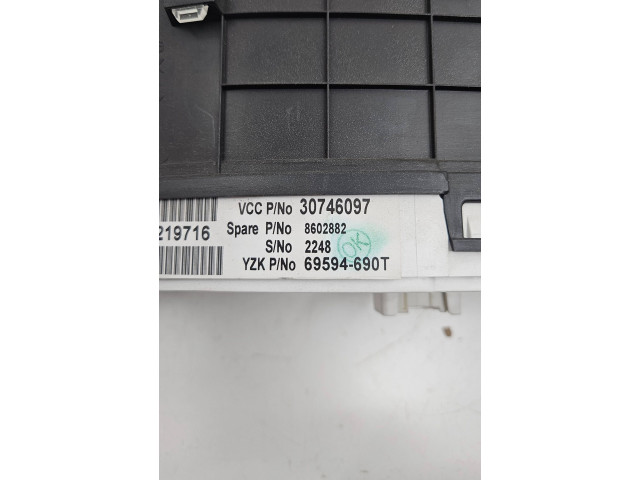 VCC P/No 30746097
219716
Spare P/No 8602882
S/No 2248
OK
YZK P/No 69594-690T